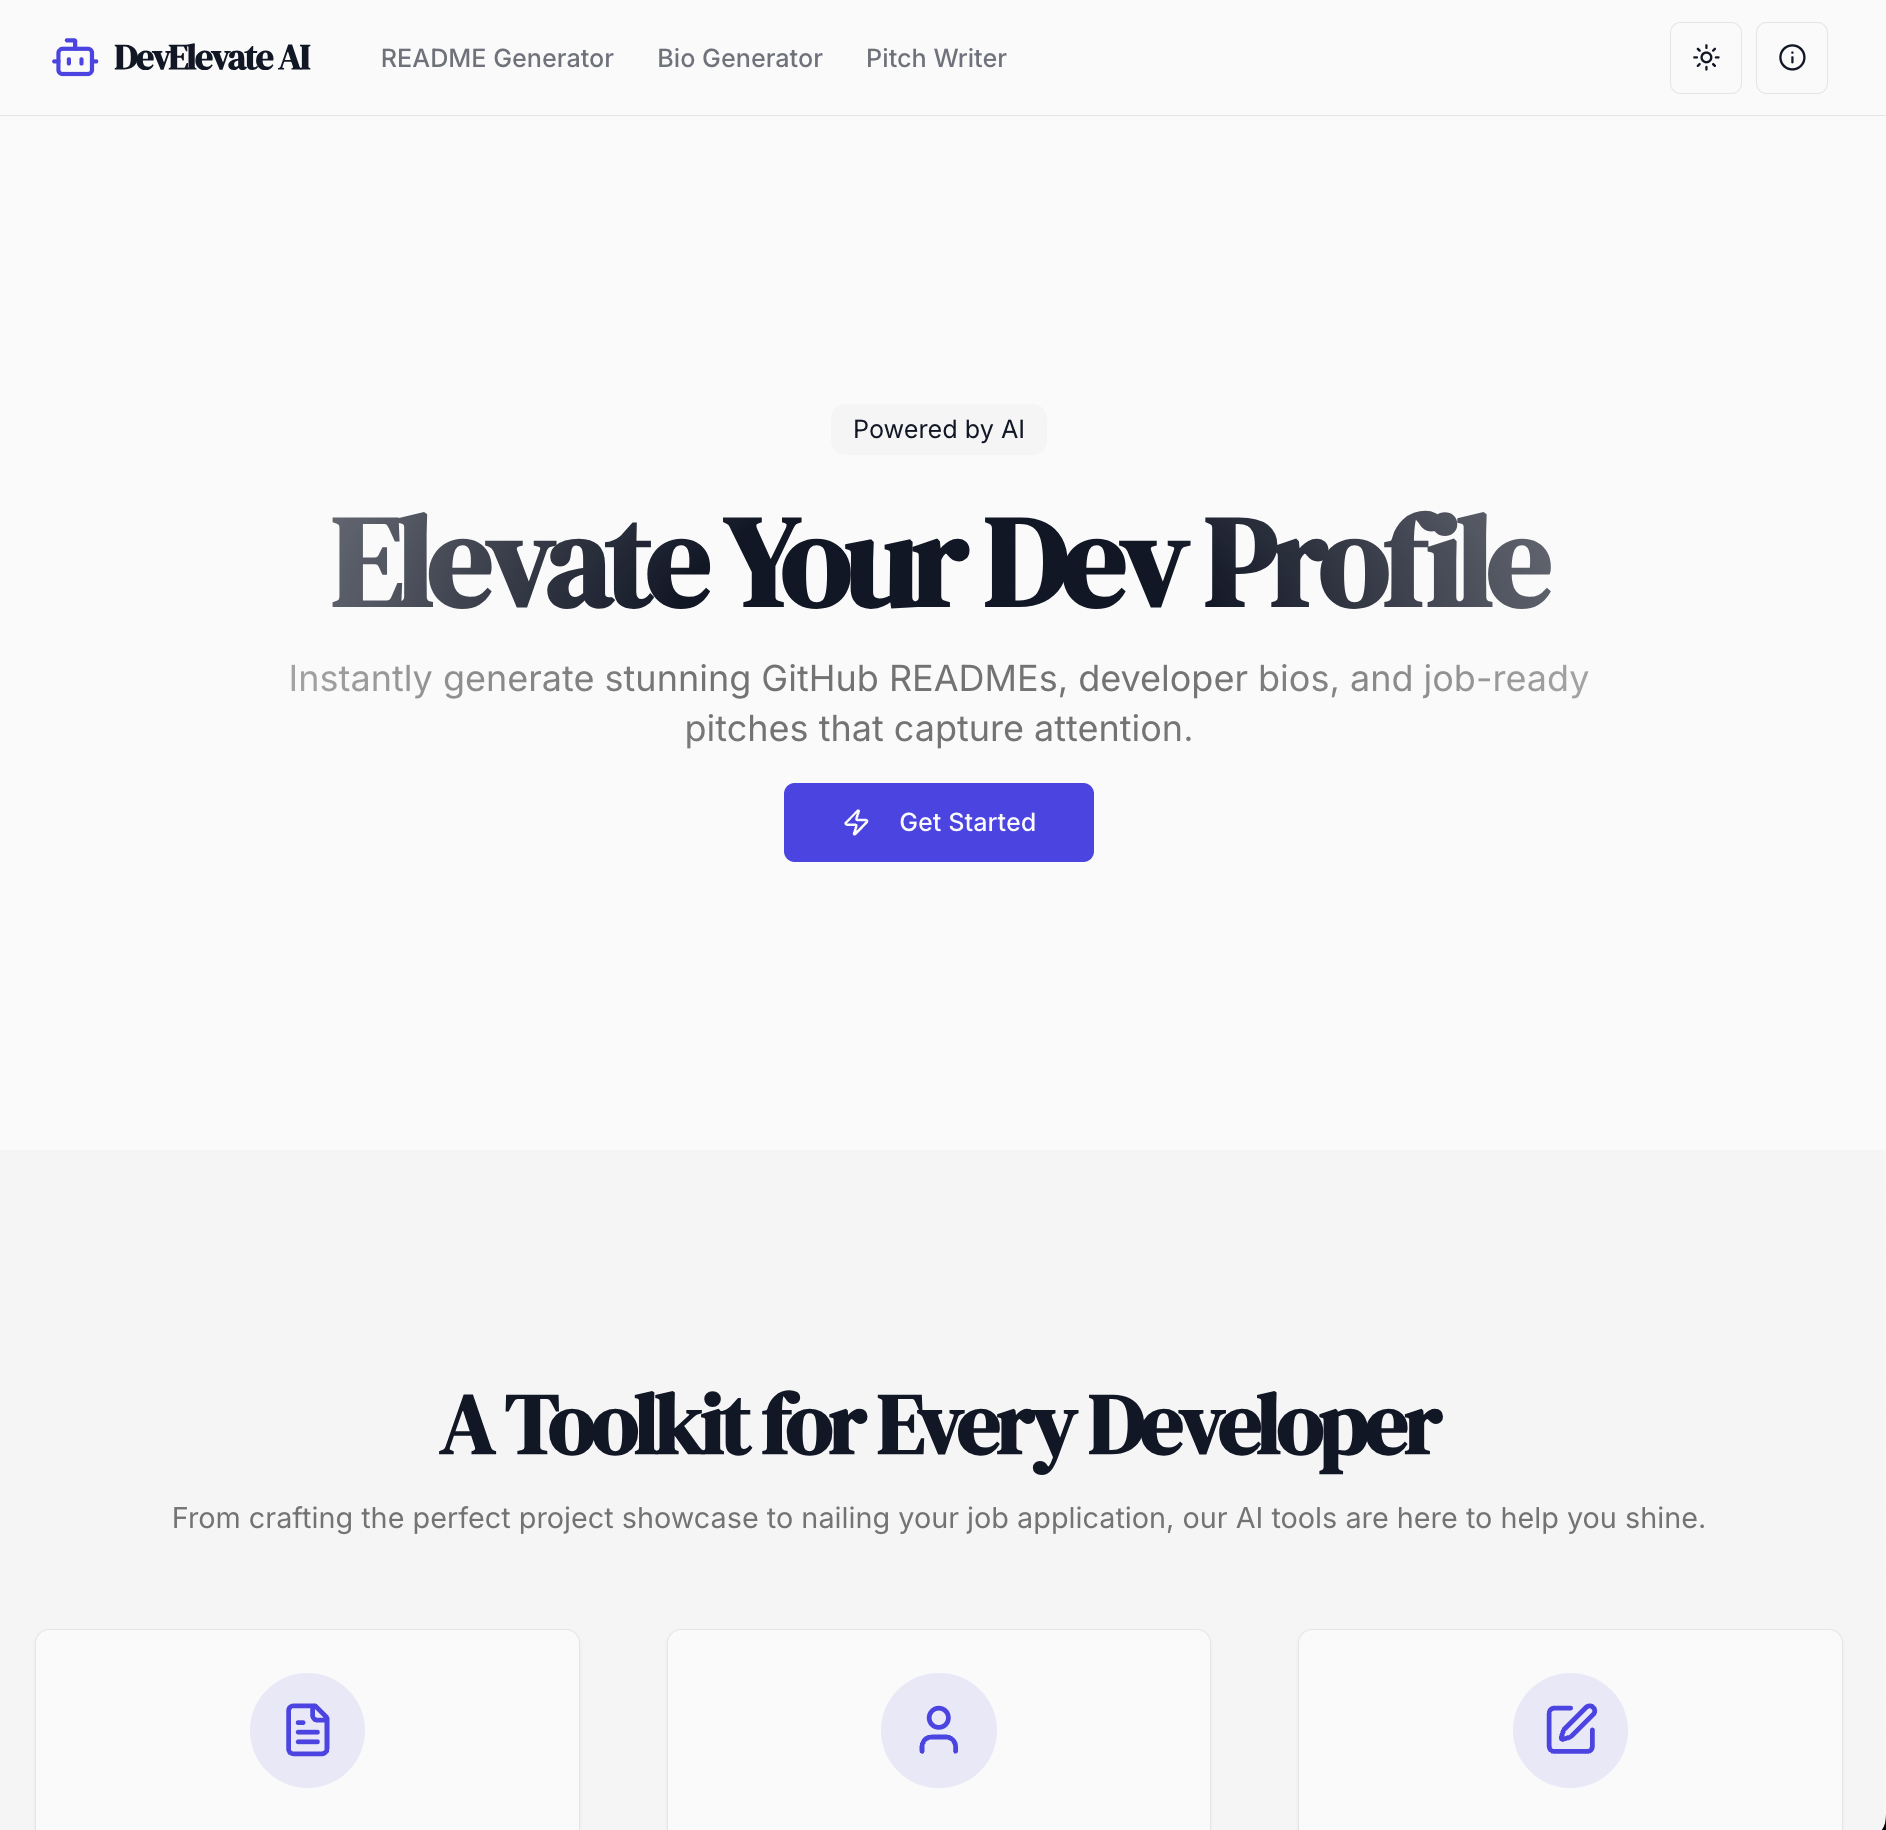 DevElevate AI
README Generator
Bio Generator
Pitch Writer
Powered by AI
Elevate Your Dev Profile
Instantly generate stunning GitHub READMEs, developer bios, and job-ready
pitches that capture attention.
Get Started
A Toolkit for Every Developer
From crafting the perfect project showcase to nailing your job application, our AI tools are here to help you shine.